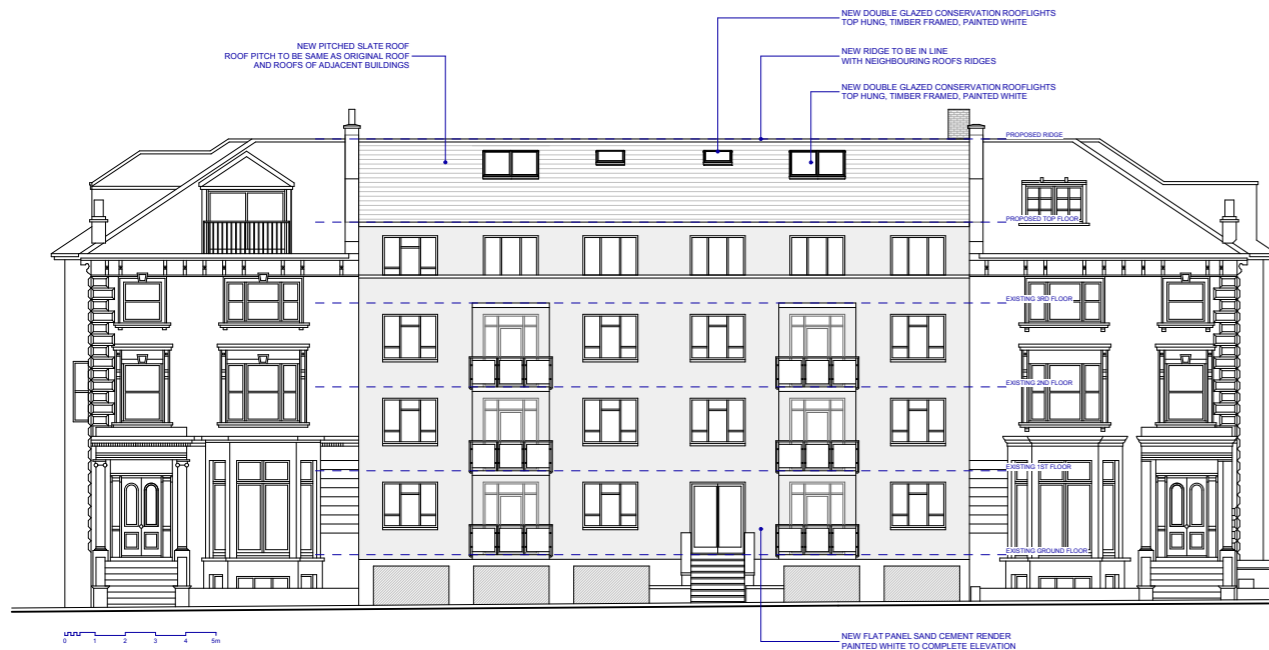 NEW DOUBLE GLAZED CONSERVATION ROOFLIGHTS
TOP HUNG, TIMBER FRAMED, PAINTED WHITE
NEW PITCHED SLATE ROOF
ROOF PITCH TO BE SAME AS ORIGINAL ROOF
AND ROOFS OF ADJACENT BUILDINGS
NEW RIDGE TO BE IN LINE
WITH NEIGHBOURING ROOFS RIDGES
NEW DOUBLE GLAZED CONSERVATION ROOFLIGHTS
TOP HUNG, TIMBER FRAMED, PAINTED WHITE
PROPOSED RIDGE
PROPOSED TOP FLOOR
EXISTING 3RD FLOOR
EXISTING 2ND FLOOR
EXISTING 1ST FLOOR
EXISTING GROUND FLOOR
0 1 2 3 4 5m
NEW FLAT PANEL SAND CEMENT RENDER
PAINTED WHITE TO COMPLETE ELEVATION